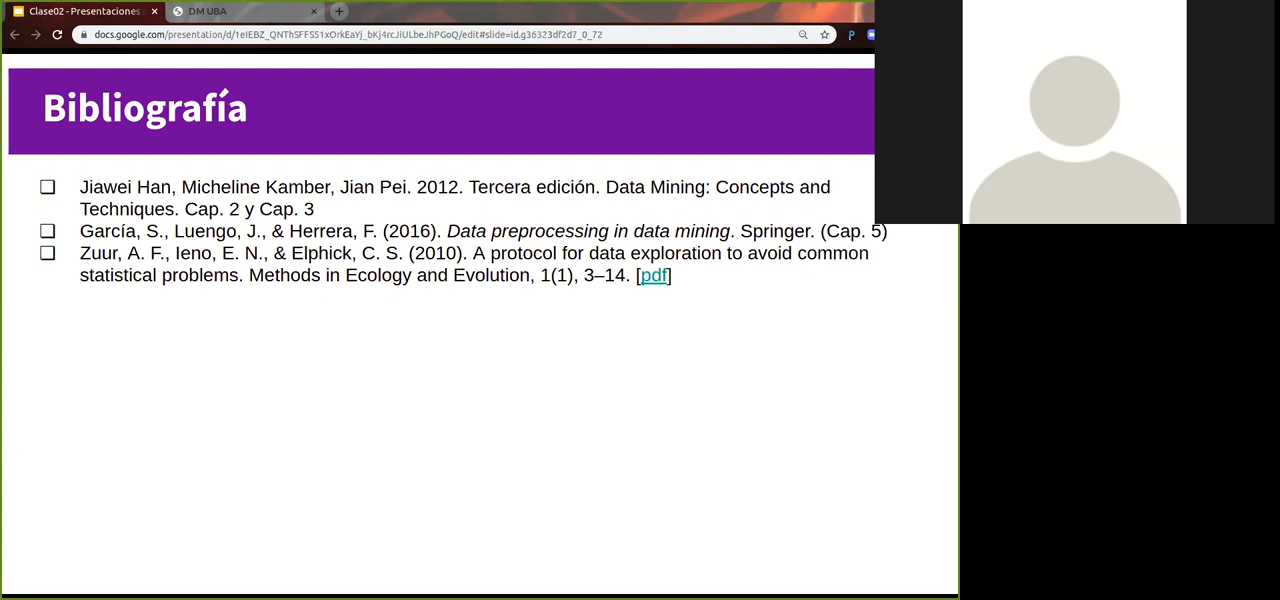 Clase02 - Presentaciones
DM UBA
docs.google.com/presentation/d/1eIEBZ_QNThSFFS51xOrkEaYj_bKj4rcJiULbeJhPGoQ/edit#slide=id.g36323df2d7_0_72
Bibliografía
❏ Jiawei Han, Micheline Kamber, Jian Pei. 2012. Tercera edición. Data Mining: Concepts and
Techniques. Cap. 2 y Cap. 3
❏ García, S., Luengo, J., & Herrera, F. (2016). Data preprocessing in data mining. Springer. (Cap. 5)
❏ Zuur, A. F., Ieno, E. N., & Elphick, C. S. (2010). A protocol for data exploration to avoid common
statistical problems. Methods in Ecology and Evolution, 1(1), 3–14. [pdf]